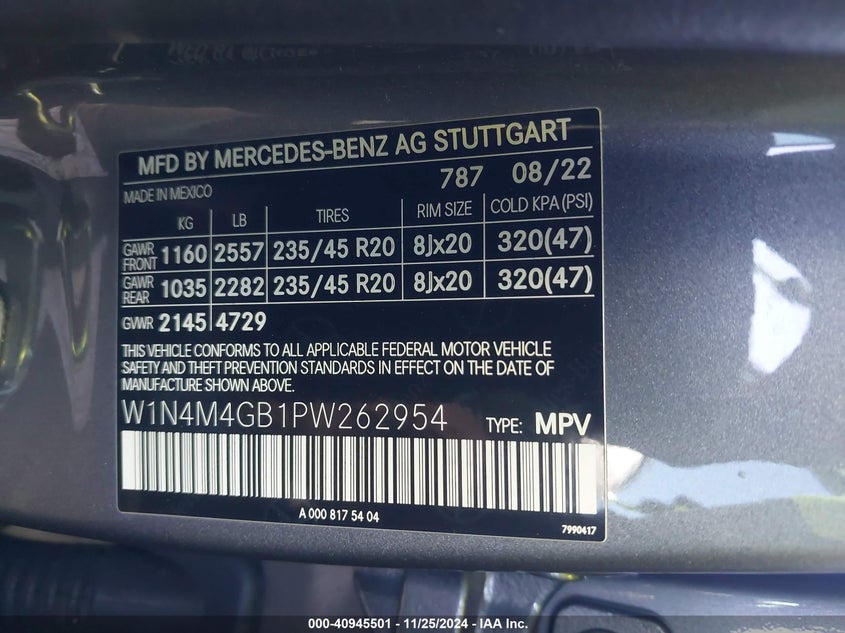 MFD BY MERCEDES-BENZ AG STUTTGART
787 08/22
MADE IN MEXICO
KG LB TIRES RIM SIZE COLD KPA (PSI)
GAWR FRONT 1160 2557 235/45 R20 8Jx20 320(47)
GAWR REAR 1035 2282 235/45 R20 8Jx20 320(47)
GVWR 2145 4729
THIS VEHICLE CONFORMS TO ALL APPLICABLE FEDERAL MOTOR VEHICLE
SAFETY AND THEFT PREVENTION STANDARDS IN EFFECT ON THE DATE OF
MANUFACTURE SHOWN ABOVE.
W1N4M4GB1PW262954 TYPE: MPV
A 000 817 54 04
7990417
000-40945501 - 11/25/2024 - IAA Inc.